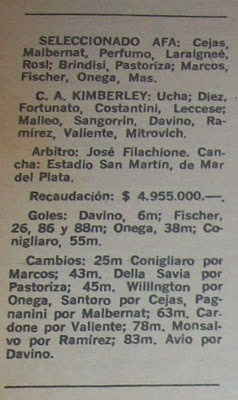 SELECCIONADO AFA: Cejas,
Malbernat, Perfumo, Laraigneé,
Rosl; Brindisi, Pastoriza; Marcos,
Fischer, Onega, Mas.
C. A. KIMBERLEY: Ucha; Diez,
Fortunato, Costantini, Leccese;
Malleo, Sangorrín, Davino, Ra-
mírez, Valiente, Mitrovich.
Arbitro: José Filachione. Can-
cha: Estadio San Martín, de Mar
del Plata.
Recaudación: $ 4.955.000.—.
Goles: Davino, 6m; Fischer,
26, 86 y 88m; Onega, 38m; Co-
nigliaro, 55m.
Cambios: 25m Conigliaro por
Marcos; 43m. Della Savia por
Pastoriza; 45m. Willington por
Onega, Santoro por Cejas, Pag-
nanini por Malbernat; 63m. Car-
done por Valiente; 78m. Monsal-
vo por Ramírez; 83m. Avio por
Davino.